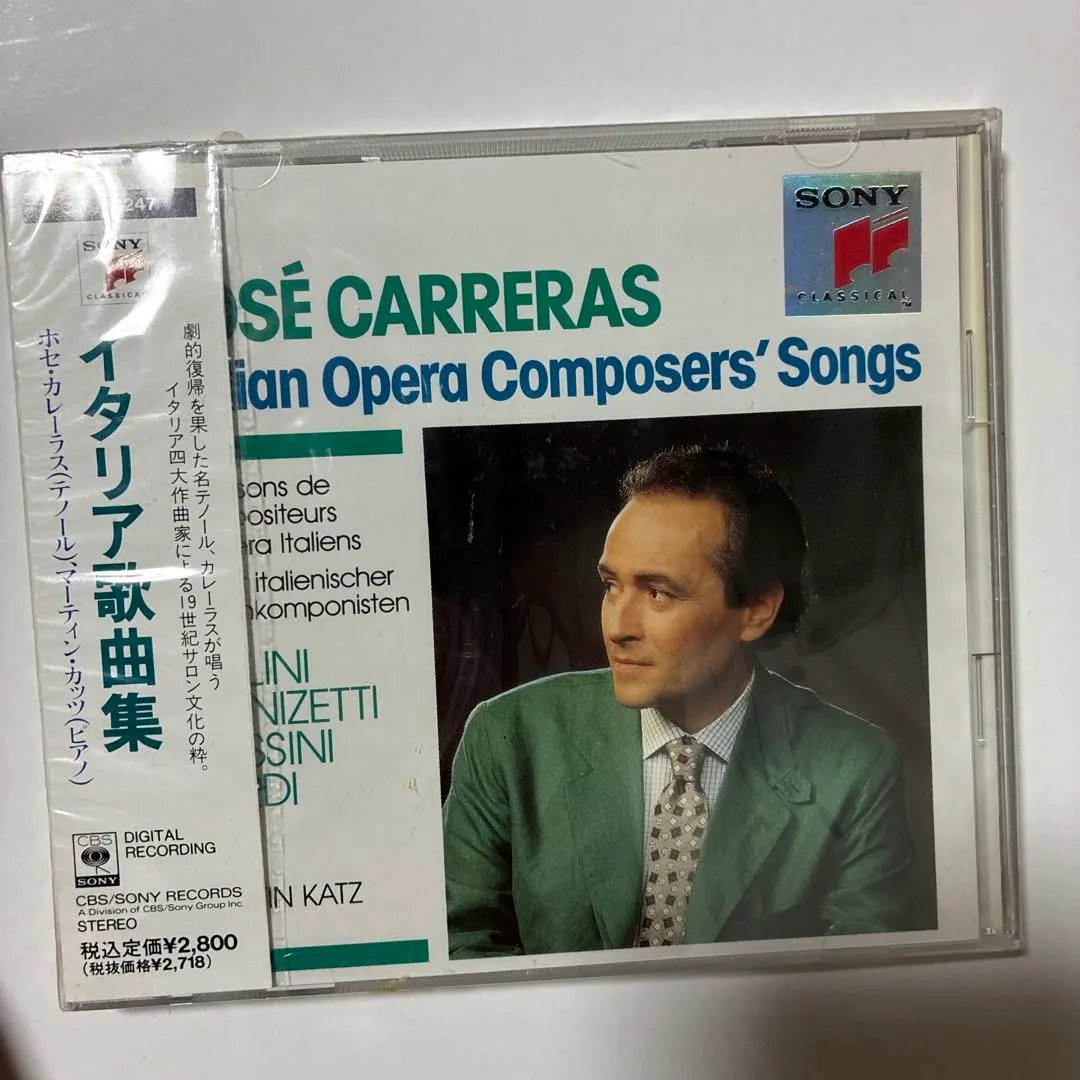 247
SONY
CLASSICAL
劇的復帰を果した名テノール、カレーラスが唱う
イタリア四大作曲家による19世紀サロン文化の粋。
イタリア歌曲集
ホセ・カレーラス(テノール)、マーティン・カッツ(ピアノ)
CBS
SONY
DIGITAL
RECORDING
CBS/SONY RECORDS
A Division of CBS/Sony Group Inc.
STEREO
税込定価¥2,800
(税抜価格¥2,718)
SONY
CLASSICAL
TM
OSÉ CARRERAS
lian Opera Composers' Songs
sons de
positeurs
era Italiens
italienischer
nkomponisten
LINI
NIZETTI
SSINI
DI
IN KATZ